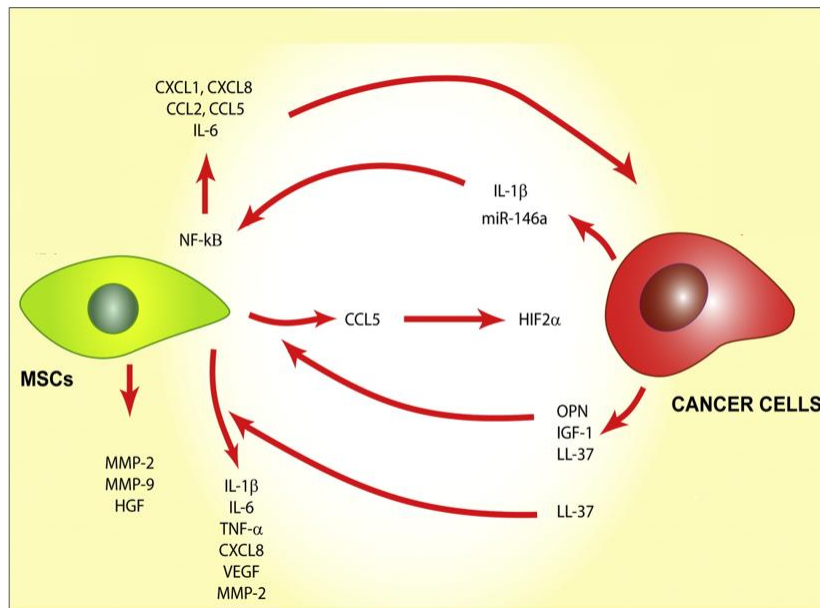 CXCL1, CXCL8
CCL2, CCL5
IL-6
IL-1β
miR-146a
NF-kB
CCL5
HIF2α
MSCs
CANCER CELLS
OPN
IGF-1
LL-37
MMP-2
MMP-9
HGF
IL-1β
IL-6
TNF-α
CXCL8
VEGF
MMP-2
LL-37